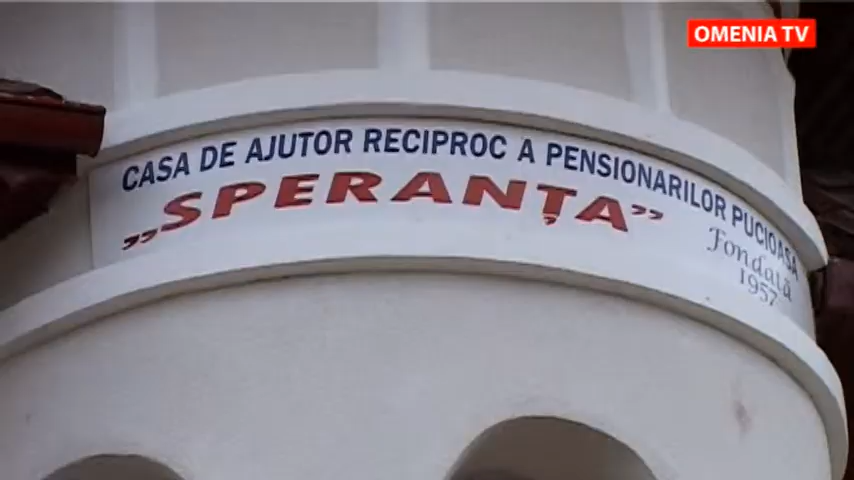 OMENIA TV
CASA DE AJUTOR RECIPROC A PENSIONARILOR PUCIOASA
„SPERANȚA”
Fondată
1957